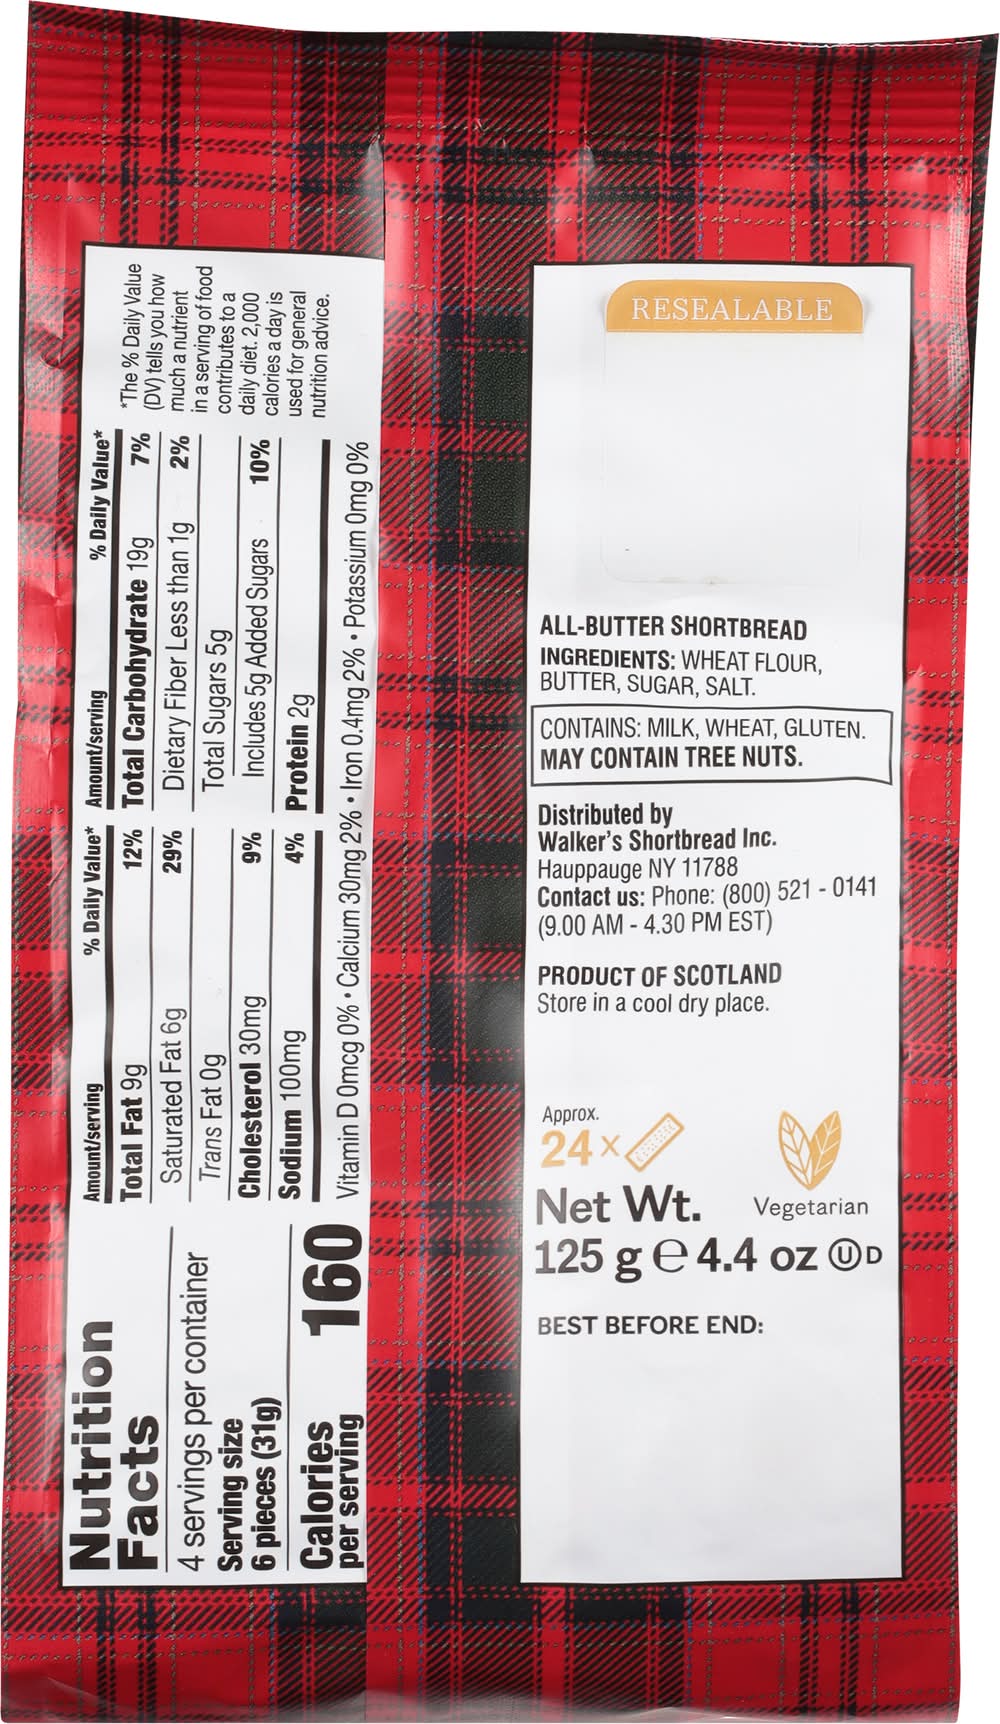 Nutrition
Facts
4 servings per container
Serving size
6 pieces (31g)
Calories
per serving
160
Amount/serving % Daily Value*
Total Fat 9g 12%
Saturated Fat 6g 29%
Trans Fat 0g
Cholesterol 30mg 9%
Sodium 100mg 4%
Amount/serving % Daily Value*
Total Carbohydrate 19g 7%
Dietary Fiber Less than 1g 2%
Total Sugars 5g
Includes 5g Added Sugars 10%
Protein 2g
Vitamin D 0mcg 0% • Calcium 30mg 2% • Iron 0.4mg 2% • Potassium 0mg 0%
*The % Daily Value
(DV) tells you how
much a nutrient
in a serving of food
contributes to a
daily diet. 2,000
calories a day is
used for general
nutrition advice.
RESEALABLE
ALL-BUTTER SHORTBREAD
INGREDIENTS: WHEAT FLOUR,
BUTTER, SUGAR, SALT.
CONTAINS: MILK, WHEAT, GLUTEN.
MAY CONTAIN TREE NUTS.
Distributed by
Walker's Shortbread Inc.
Hauppauge NY 11788
Contact us: Phone: (800) 521 - 0141
(9.00 AM - 4.30 PM EST)
PRODUCT OF SCOTLAND
Store in a cool dry place.
Approx.
24 x
Vegetarian
Net Wt.
125 g ℮ 4.4 oz Ⓤ D
BEST BEFORE END: